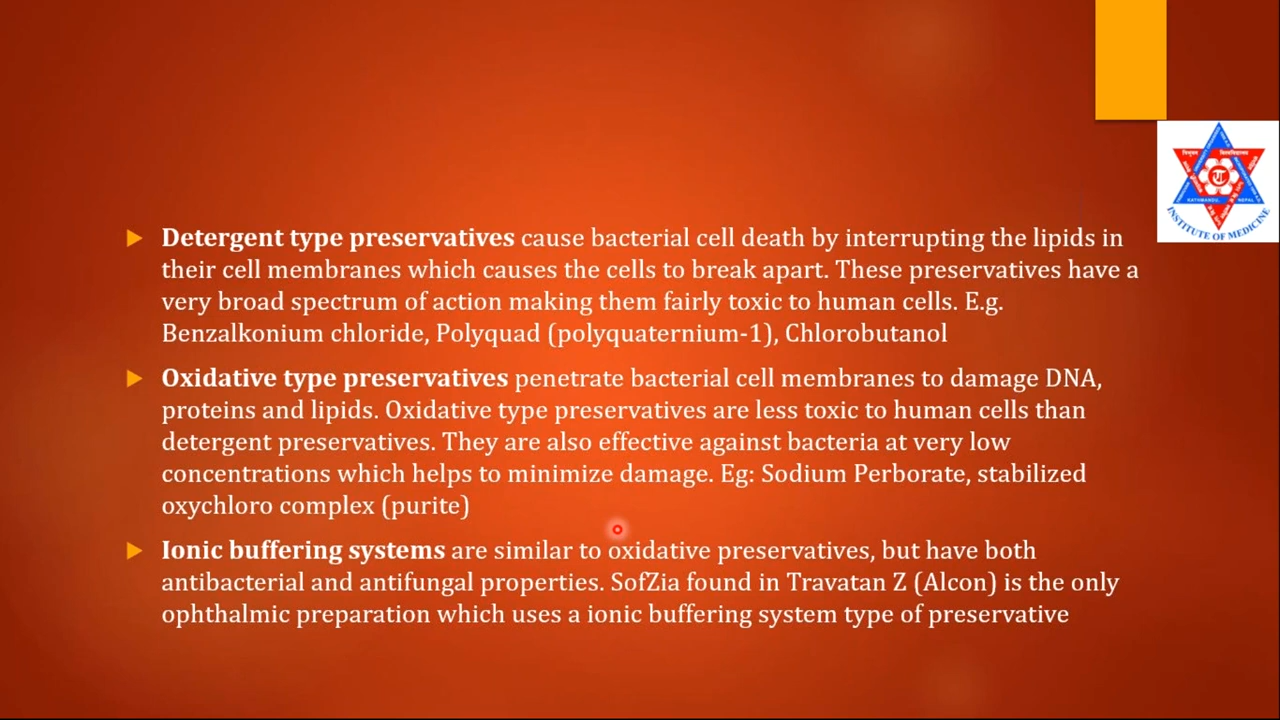 Detergent type preservatives cause bacterial cell death by interrupting the lipids in
their cell membranes which causes the cells to break apart. These preservatives have a
very broad spectrum of action making them fairly toxic to human cells. E.g.
Benzalkonium chloride, Polyquad (polyquaternium-1), Chlorobutanol
Oxidative type preservatives penetrate bacterial cell membranes to damage DNA,
proteins and lipids. Oxidative type preservatives are less toxic to human cells than
detergent preservatives. They are also effective against bacteria at very low
concentrations which helps to minimize damage. Eg: Sodium Perborate, stabilized
oxychloro complex (purite)
Ionic buffering systems are similar to oxidative preservatives, but have both
antibacterial and antifungal properties. SofZia found in Travatan Z (Alcon) is the only
ophthalmic preparation which uses a ionic buffering system type of preservative
KATHMANDU, NEPAL
INSTITUTE OF MEDICINE